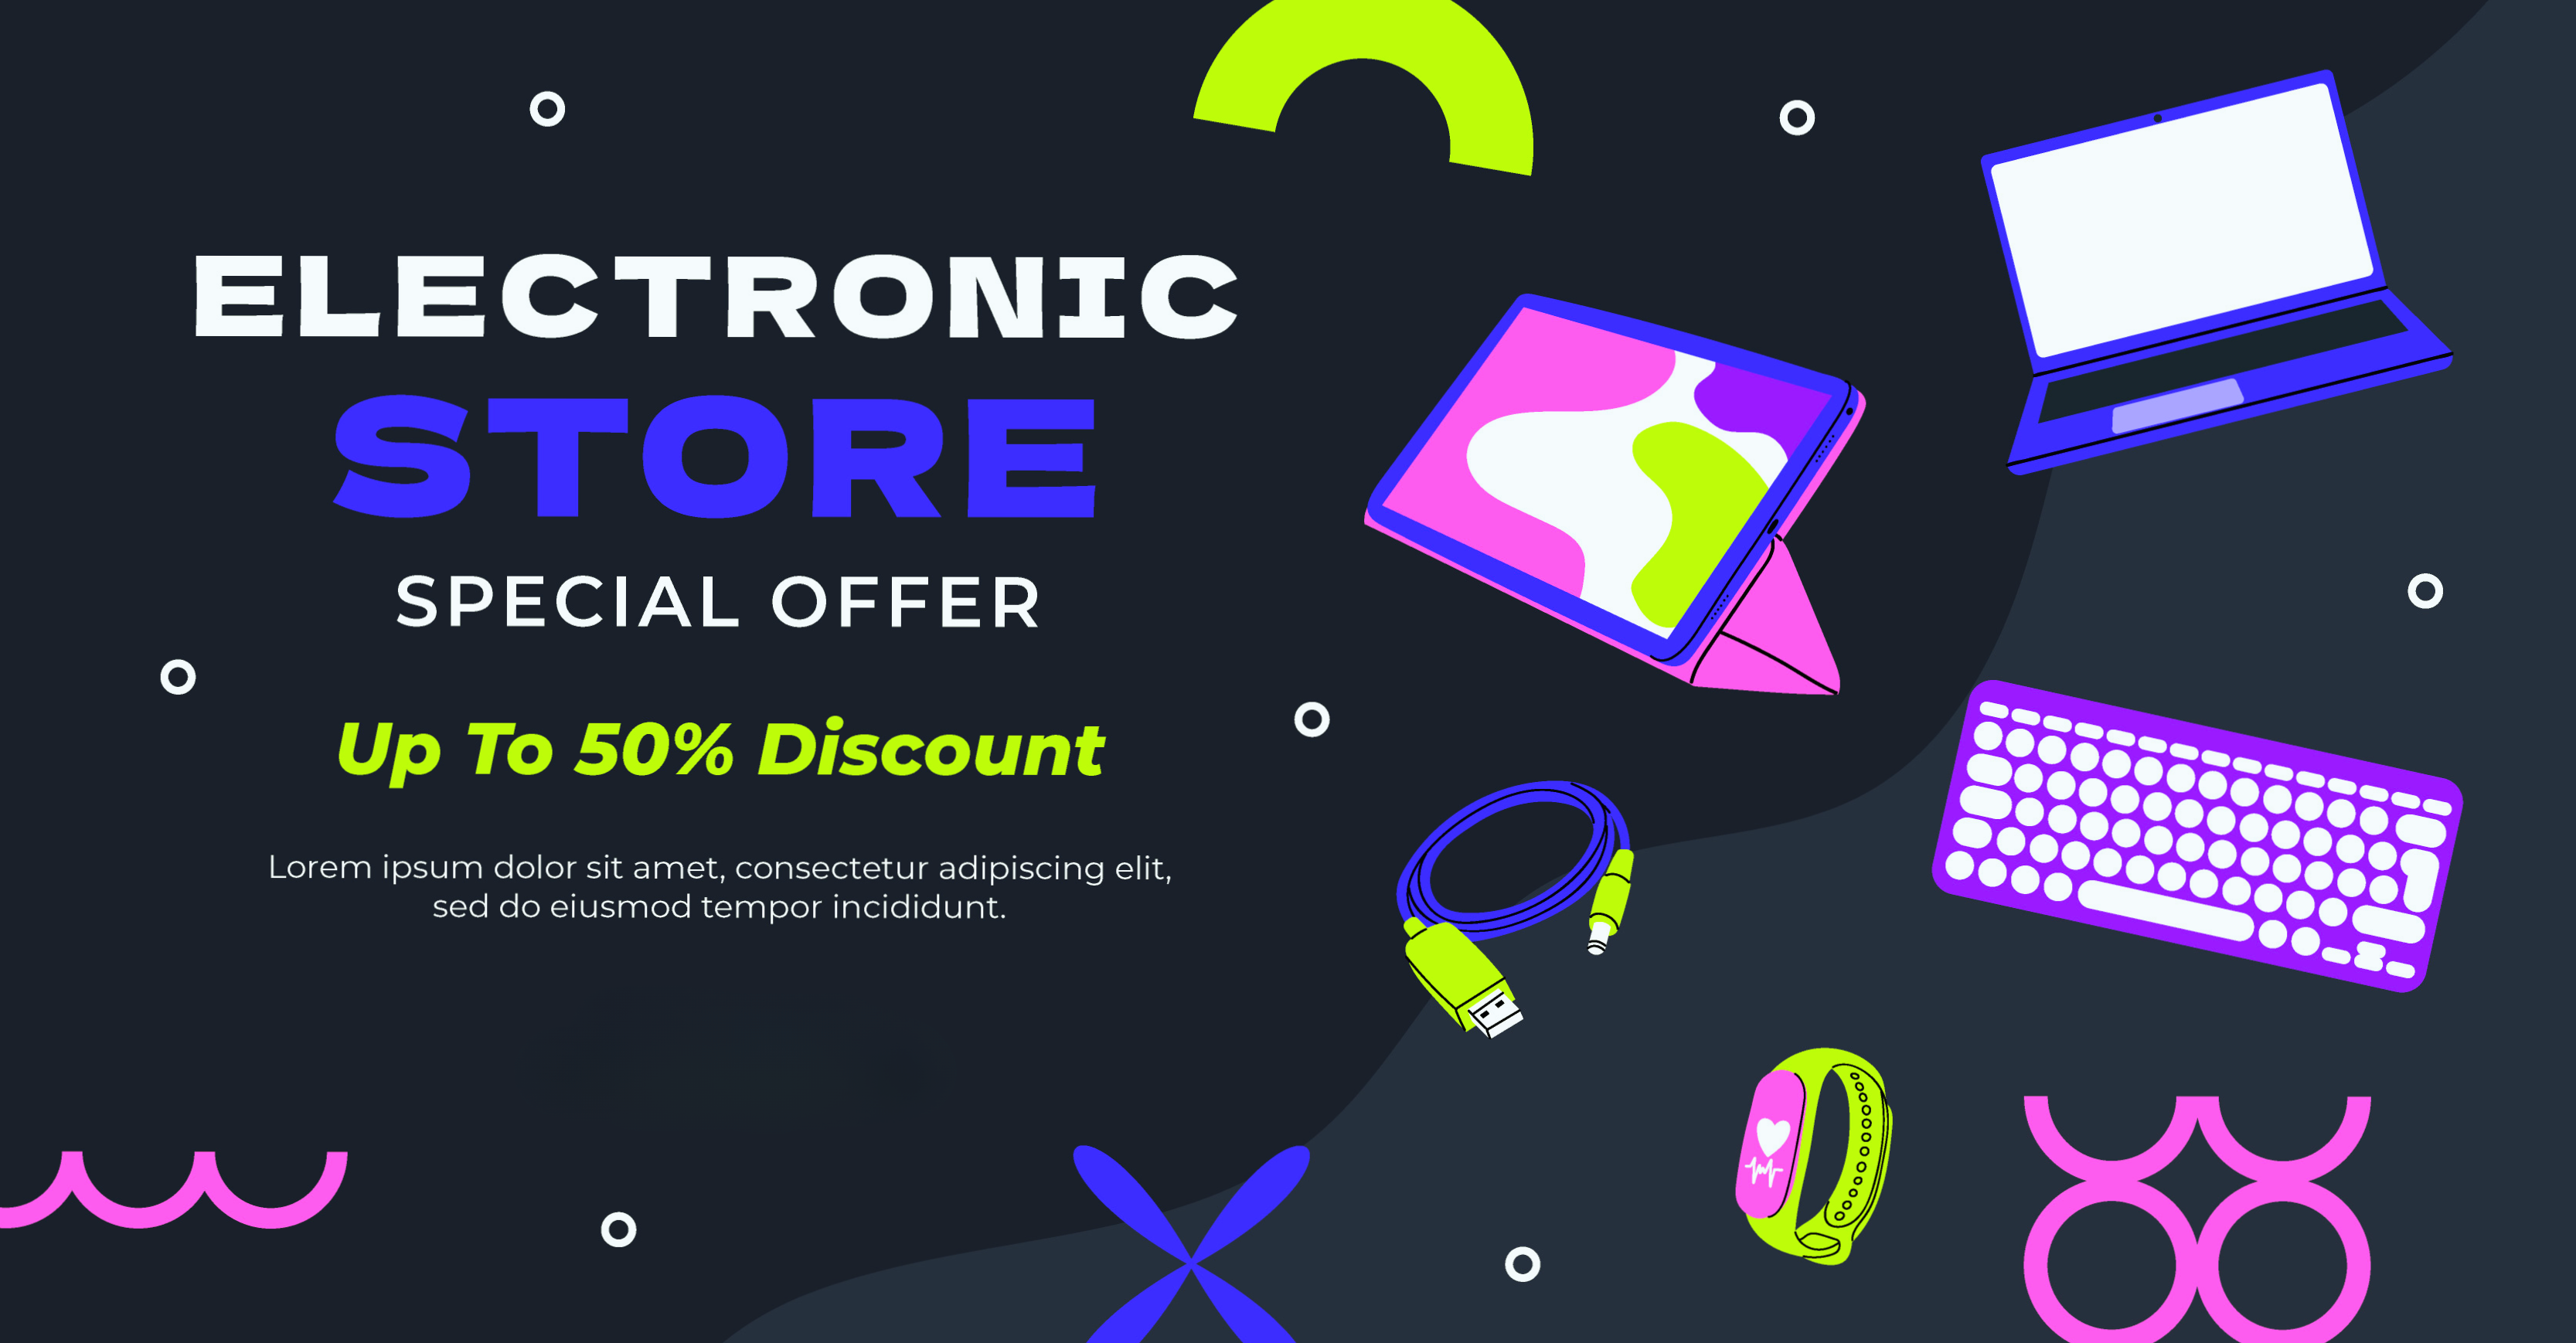 ELECTRONIC
STORE
SPECIAL OFFER
Up To 50% Discount
Lorem ipsum dolor sit amet, consectetur adipiscing elit,
sed do eiusmod tempor incididunt.